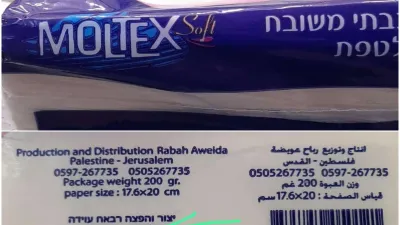 MOLTEX
Soft
בתי משובח
לטפת
Production and Distribution Rabah Aweida
Palestine - Jerusalem
0597-267735 0505267735
Package weight 200 gr.
paper size : 17.6x20 cm
انتاج وتوزيع رباح عويضة
فلسطين - القدس
0597-267735 0505267735
وزن العبوة 200 غم
قياس الصفحة : 20×17.6 سم
יצור והפצה רבאח עוידה